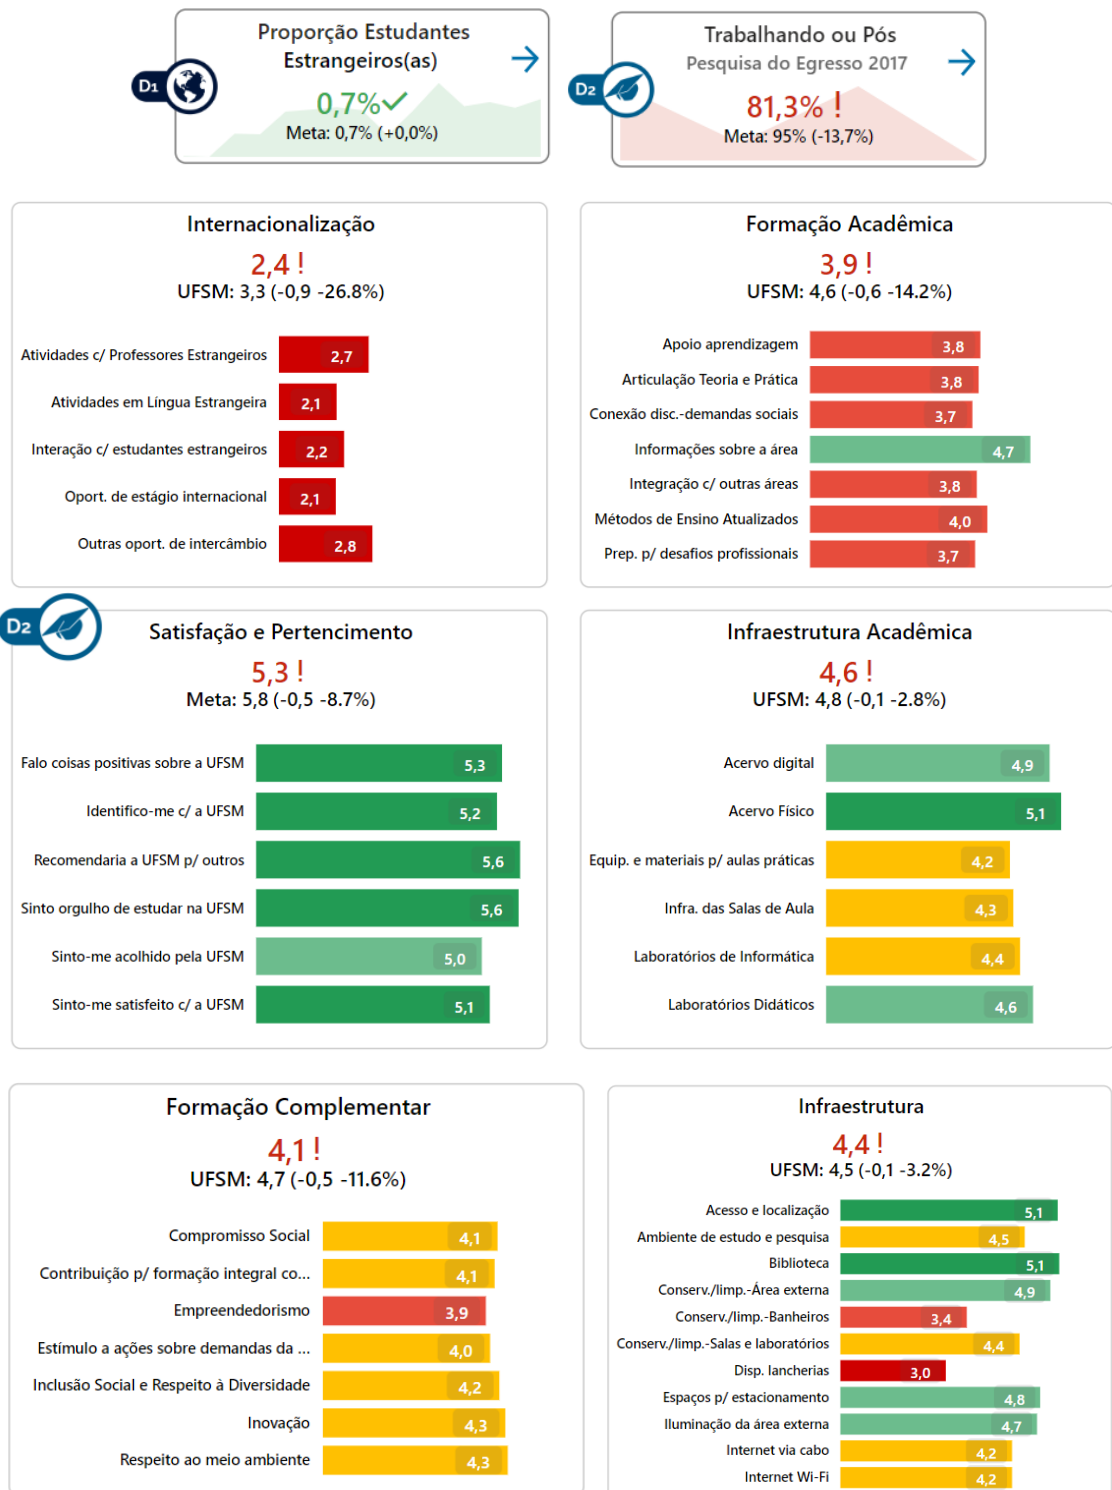 Proporção Estudantes
Estrangeiros(as)
D1
0,7%
Meta: 0,7% (+0,0%)
Trabalhando ou Pós
Pesquisa do Egresso 2017
D2
81,3% !
Meta: 95% (-13,7%)
Internacionalização
2,4 !
UFSM: 3,3 (-0,9 -26.8%)
Atividades c/ Professores Estrangeiros 2,7
Atividades em Língua Estrangeira 2,1
Interação c/ estudantes estrangeiros 2,2
Oport. de estágio internacional 2,1
Outras oport. de intercâmbio 2,8
Formação Acadêmica
3,9 !
UFSM: 4,6 (-0,6 -14.2%)
Apoio aprendizagem 3,8
Articulação Teoria e Prática 3,8
Conexão disc.-demandas sociais 3,7
Informações sobre a área 4,7
Integração c/ outras áreas 3,8
Métodos de Ensino Atualizados 4,0
Prep. p/ desafios profissionais 3,7
D2
Satisfação e Pertencimento
5,3 !
Meta: 5,8 (-0,5 -8.7%)
Falo coisas positivas sobre a UFSM 5,3
Identifico-me c/ a UFSM 5,2
Recomendaria a UFSM p/ outros 5,6
Sinto orgulho de estudar na UFSM 5,6
Sinto-me acolhido pela UFSM 5,0
Sinto-me satisfeito c/ a UFSM 5,1
Infraestrutura Acadêmica
4,6 !
UFSM: 4,8 (-0,1 -2.8%)
Acervo digital 4,9
Acervo Físico 5,1
Equip. e materiais p/ aulas práticas 4,2
Infra. das Salas de Aula 4,3
Laboratórios de Informática 4,4
Laboratórios Didáticos 4,6
Formação Complementar
4,1 !
UFSM: 4,7 (-0,5 -11.6%)
Compromisso Social 4,1
Contribuição p/ formação integral co... 4,1
Empreendedorismo 3,9
Estímulo a ações sobre demandas da ... 4,0
Inclusão Social e Respeito à Diversidade 4,2
Inovação 4,3
Respeito ao meio ambiente 4,3
Infraestrutura
4,4 !
UFSM: 4,5 (-0,1 -3.2%)
Acesso e localização 5,1
Ambiente de estudo e pesquisa 4,5
Biblioteca 5,1
Conserv./limp.-Área externa 4,9
Conserv./limp.-Banheiros 3,4
Conserv./limp.-Salas e laboratórios 4,4
Disp. lancherias 3,0
Espaços p/ estacionamento 4,8
Iluminação da área externa 4,7
Internet via cabo 4,2
Internet Wi-Fi 4,2